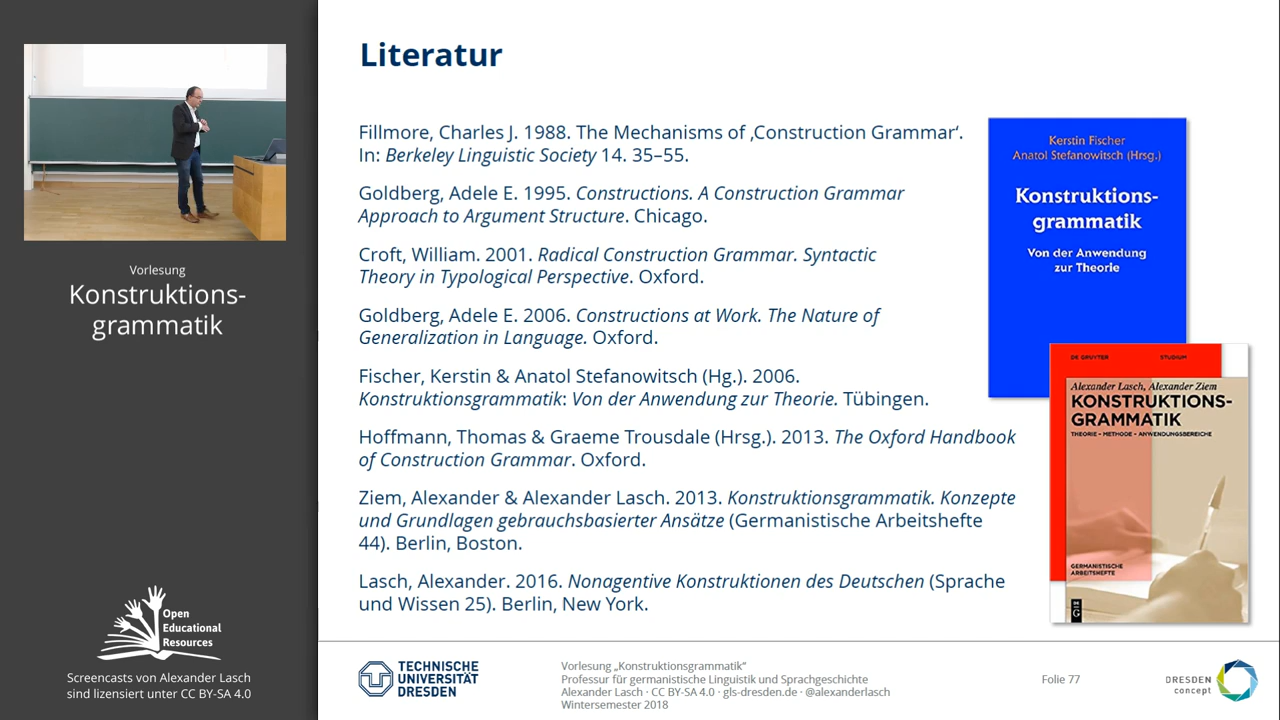 Vorlesung
Konstruktions-
grammatik
Open
Educational
Resources
Screencasts von Alexander Lasch
sind lizensiert unter CC BY-SA 4.0
Literatur
Fillmore, Charles J. 1988. The Mechanisms of ‚Construction Grammar‘.
In: Berkeley Linguistic Society 14. 35–55.
Goldberg, Adele E. 1995. Constructions. A Construction Grammar
Approach to Argument Structure. Chicago.
Croft, William. 2001. Radical Construction Grammar. Syntactic
Theory in Typological Perspective. Oxford.
Goldberg, Adele E. 2006. Constructions at Work. The Nature of
Generalization in Language. Oxford.
Fischer, Kerstin & Anatol Stefanowitsch (Hg.). 2006.
Konstruktionsgrammatik: Von der Anwendung zur Theorie. Tübingen.
Hoffmann, Thomas & Graeme Trousdale (Hrsg.). 2013. The Oxford Handbook
of Construction Grammar. Oxford.
Ziem, Alexander & Alexander Lasch. 2013. Konstruktionsgrammatik. Konzepte
und Grundlagen gebrauchsbasierter Ansätze (Germanistische Arbeitshefte
44). Berlin, Boston.
Lasch, Alexander. 2016. Nonagentive Konstruktionen des Deutschen (Sprache
und Wissen 25). Berlin, New York.
Kerstin Fischer
Anatol Stefanowitsch (Hrsg.)
Konstruktions-
grammatik
Von der Anwendung
zur Theorie
DE GRUYTER STUDIUM
Alexander Lasch, Alexander Ziem
KONSTRUKTIONS-
GRAMMATIK
THEORIE – METHODE – ANWENDUNGSBEREICHE
GERMANISTISCHE
ARBEITSHEFTE
DE
G
TECHNISCHE
UNIVERSITÄT
DRESDEN
Vorlesung „Konstruktionsgrammatik“
Professur für germanistische Linguistik und Sprachgeschichte
Alexander Lasch · CC BY-SA 4.0 · gls-dresden.de · @alexanderlasch
Wintersemester 2018
Folie 77
DRESDEN
concept